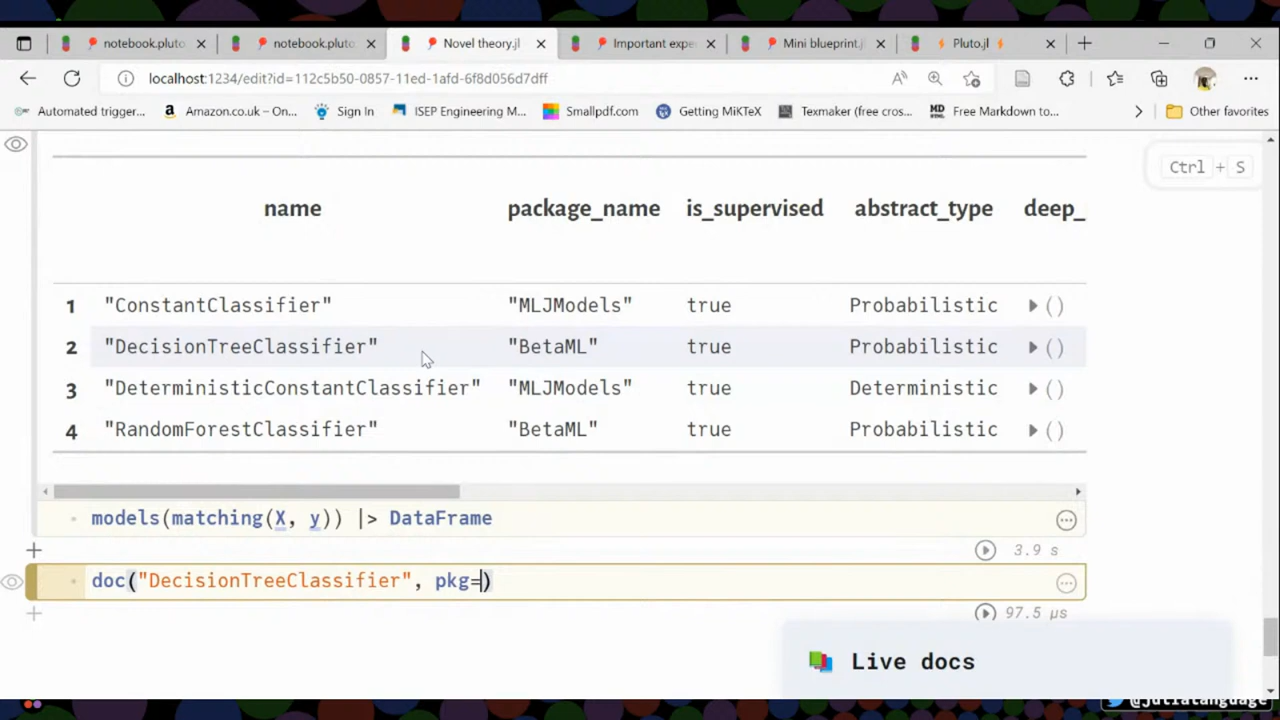 notebook.pluto
notebook.pluto
Novel theory.jl
Important expe
Mini blueprint.jl
Pluto.jl
localhost:1234/edit?id=112c5b50-0857-11ed-1afd-6f8d056d7dff
Automated trigger...
Amazon.co.uk – On...
Sign In
ISEP Engineering M...
Smallpdf.com
Getting MiKTeX
Texmaker (free cros...
Free Markdown to...
Other favorites
Ctrl + S
name package_name is_supervised abstract_type deep_
1 "ConstantClassifier" "MLJModels" true Probabilistic ()
2 "DecisionTreeClassifier" "BetaML" true Probabilistic ()
3 "DeterministicConstantClassifier" "MLJModels" true Deterministic ()
4 "RandomForestClassifier" "BetaML" true Probabilistic ()
models(matching(X, y)) |> DataFrame
3.9 s
doc("DecisionTreeClassifier", pkg=)
97.5 μs
Live docs
@julialanguage